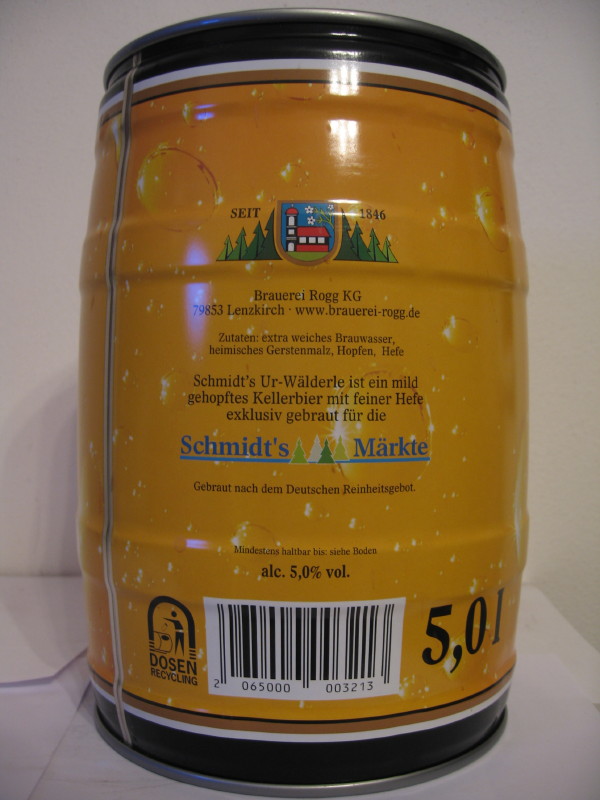 SEIT 1846
Brauerei Rogg KG
79853 Lenzkirch · www.brauerei-rogg.de
Zutaten: extra weiches Brauwasser,
heimisches Gerstenmalz, Hopfen, Hefe
Schmidt's Ur-Wälderle ist ein mild
gehopftes Kellerbier mit feiner Hefe
exklusiv gebraut für die
Schmidt's Märkte
Gebraut nach dem Deutschen Reinheitsgebot.
Mindestens haltbar bis: siehe Boden
alc. 5,0% vol.
5,0 l
DOSEN
RECYCLING
2 065000 003213